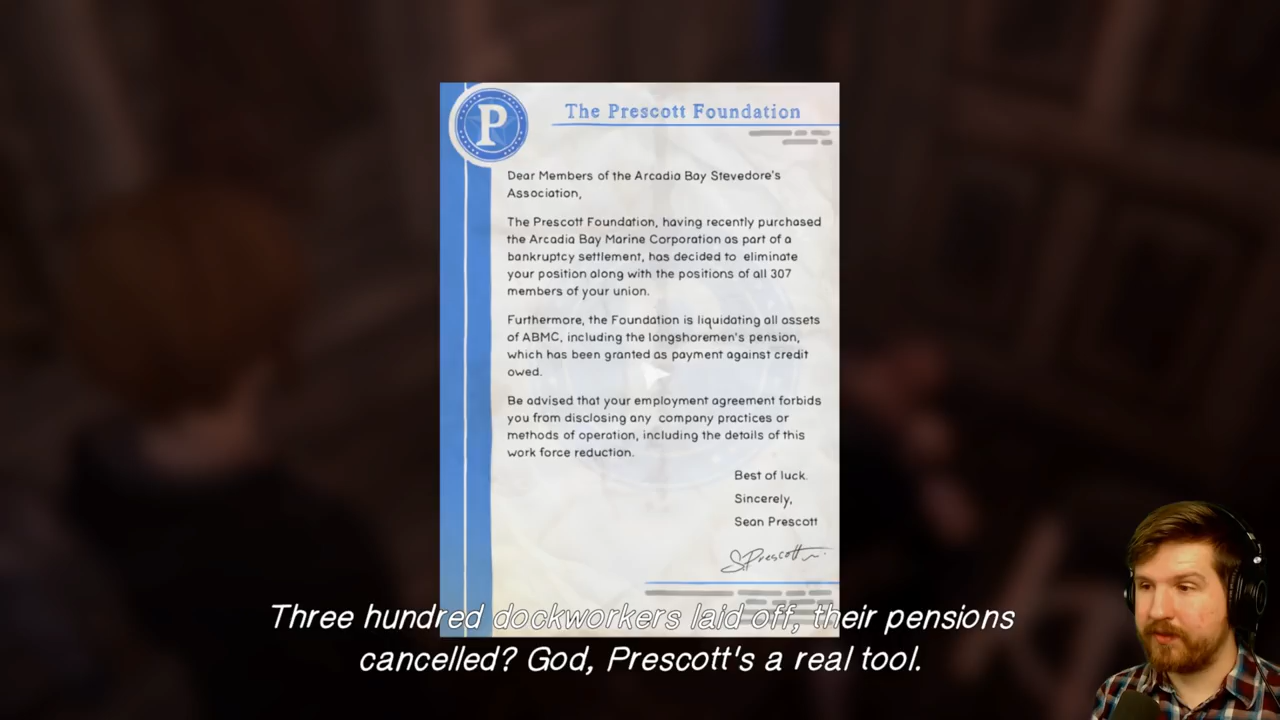 P
The Prescott Foundation
Dear Members of the Arcadia Bay Stevedore's
Association,
The Prescott Foundation, having recently purchased
the Arcadia Bay Marine Corporation as part of a
bankruptcy settlement, has decided to eliminate
your position along with the positions of all 307
members of your union.
Furthermore, the Foundation is liquidating all assets
of ABMC, including the longshoremen's pension,
which has been granted as payment against credit
owed.
Be advised that your employment agreement forbids
you from disclosing any company practices or
methods of operation, including the details of this
work force reduction.
Best of luck.
Sincerely,
Sean Prescott
S.Prescott
Three hundred dockworkers laid off, their pensions
cancelled? God, Prescott's a real tool.